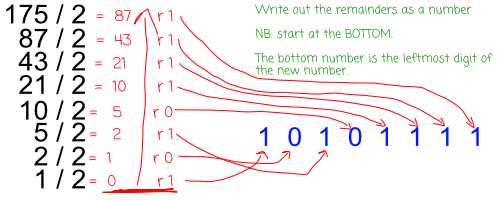 175 / 2 = 87 r 1
87 / 2 = 43 r 1
43 / 2 = 21 r 1
21 / 2 = 10 r 1
10 / 2 = 5 r 0
5 / 2 = 2 r 1
2 / 2 = 1 r 0
1 / 2 = 0 r 1
Write out the remainders as a number
NB: start at the BOTTOM.
The bottom number is the leftmost digit of
the new number.
1 0 1 0 1 1 1 1